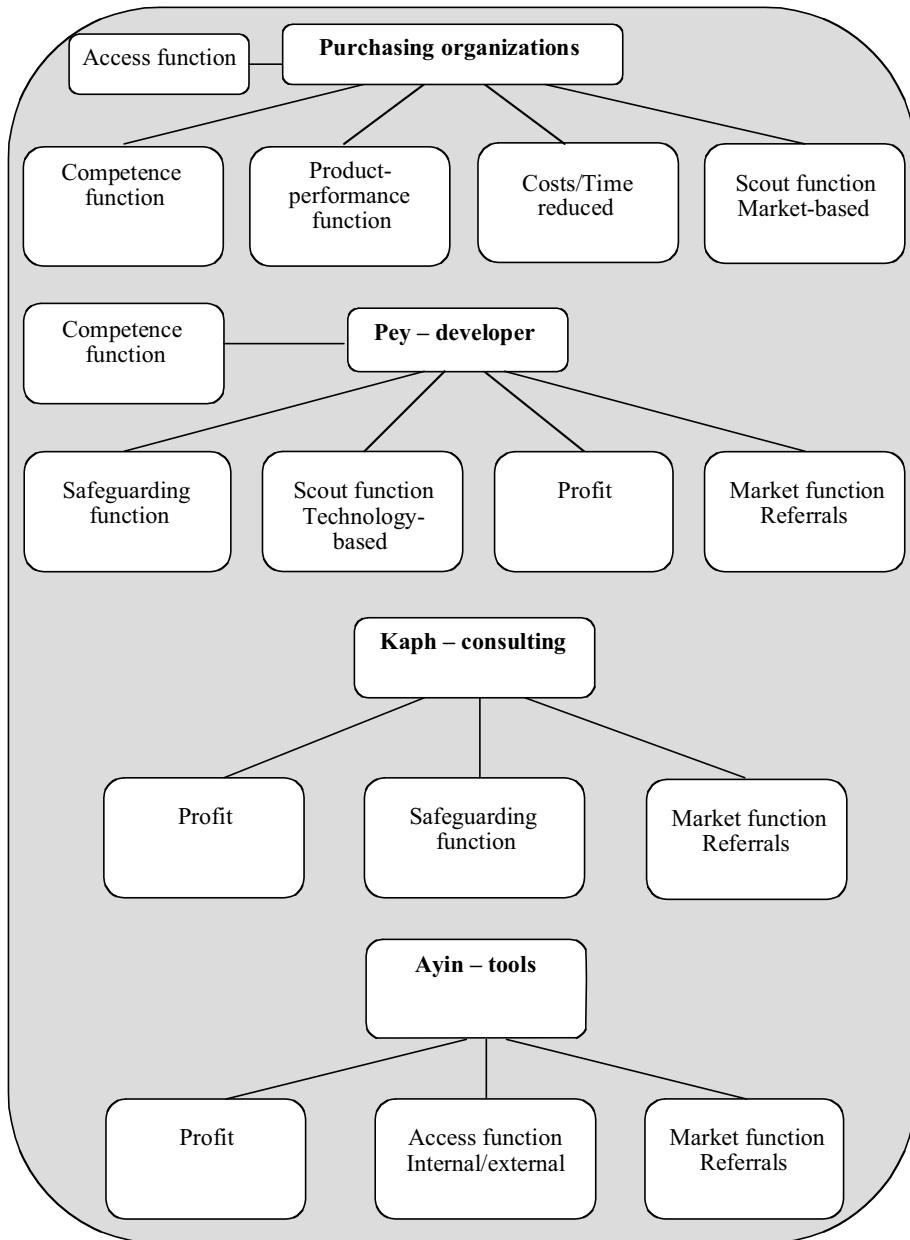 Access function
Purchasing organizations
Competence
function
Product-
performance
function
Costs/Time
reduced
Scout function
Market-based
Competence
function
Pey – developer
Safeguarding
function
Scout function
Technology-
based
Profit
Market function
Referrals
Kaph – consulting
Profit
Safeguarding
function
Market function
Referrals
Ayin – tools
Profit
Access function
Internal/external
Market function
Referrals